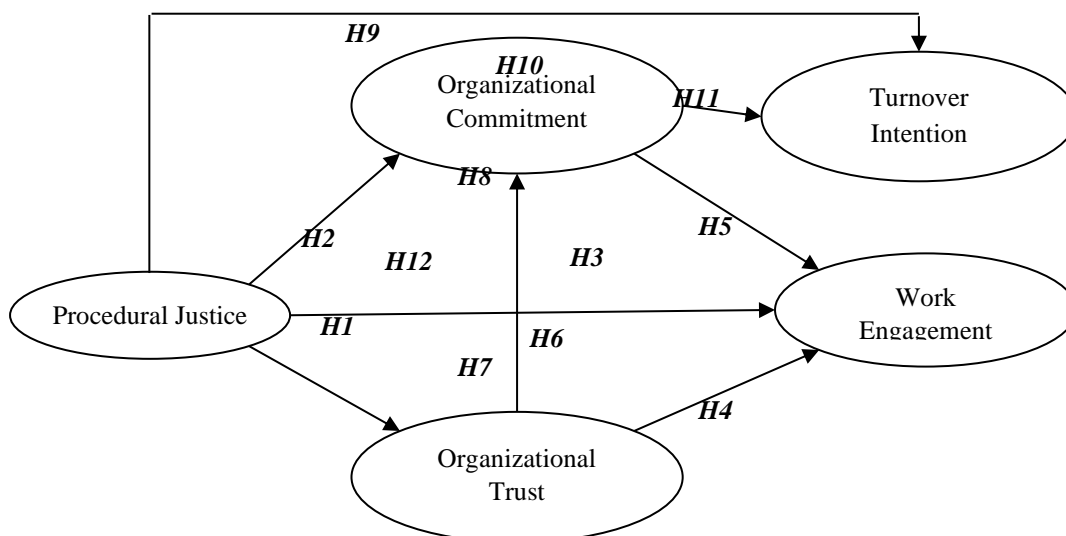 H9
H10
Organizational
Commitment
H11
Turnover
Intention
H8
H2
H5
H12
H3
Procedural Justice
H1
Work
Engagement
H6
H7
H4
Organizational
Trust